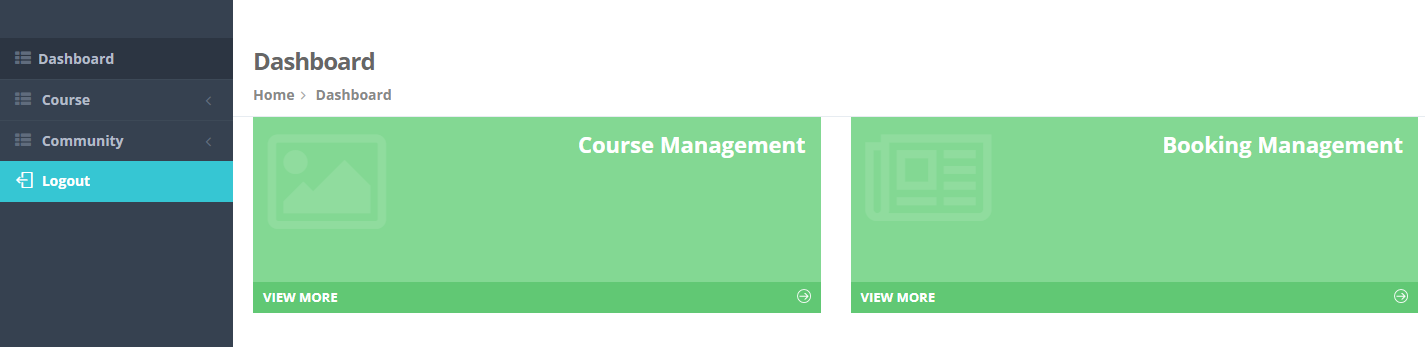 Dashboard
Course
Community
Logout
Dashboard
Home Dashboard
Course Management
VIEW MORE
Booking Management
VIEW MORE